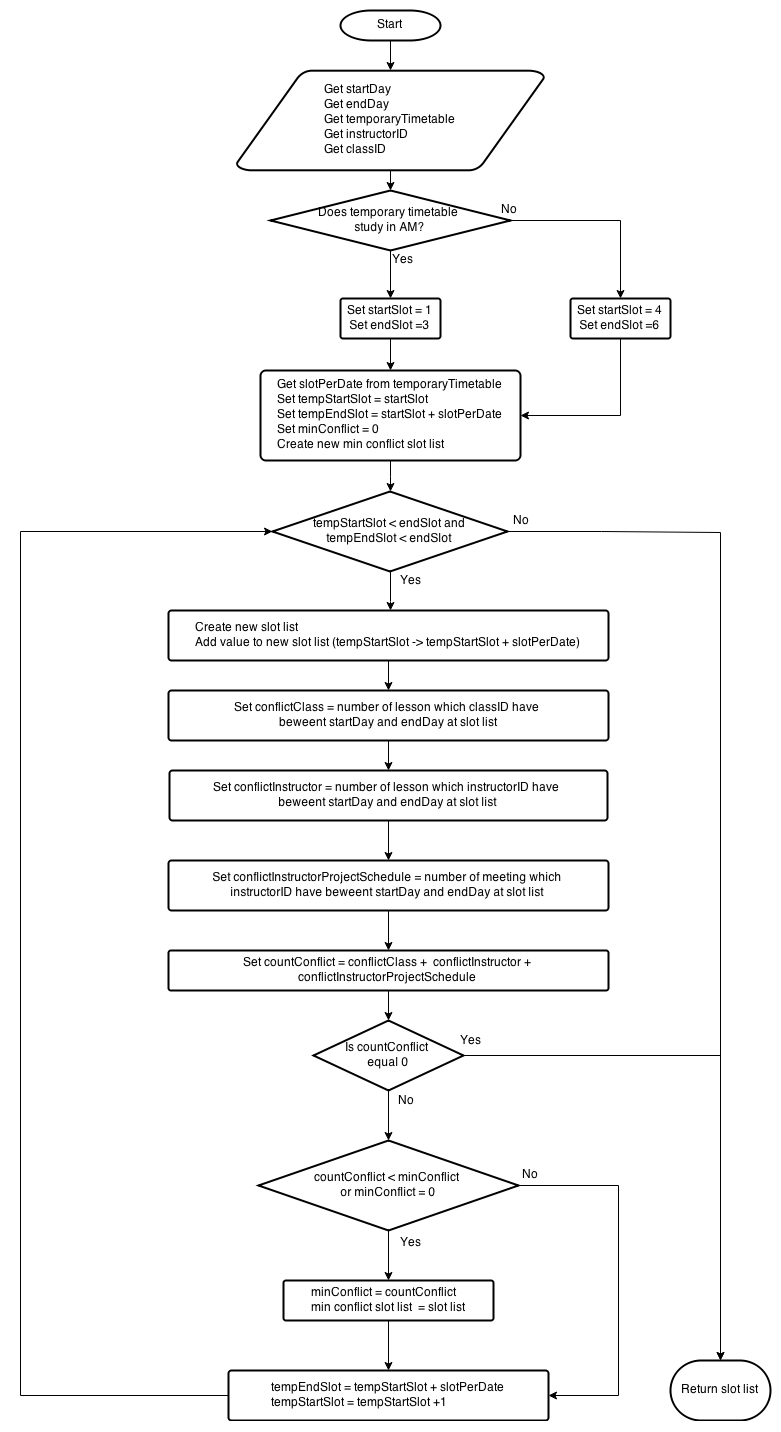 Start
Get startDay
Get endDay
Get temporaryTimetable
Get instructorID
Get classID
Does temporary timetable
study in AM?
No
Yes
Set startSlot = 1
Set endSlot =3
Set startSlot = 4
Set endSlot =6
Get slotPerDate from temporaryTimetable
Set tempStartSlot = startSlot
Set tempEndSlot = startSlot + slotPerDate
Set minConflict = 0
Create new min conflict slot list
tempStartSlot < endSlot and
tempEndSlot < endSlot
No
Yes
Create new slot list
Add value to new slot list (tempStartSlot -> tempStartSlot + slotPerDate)
Set conflictClass = number of lesson which classID have
beweent startDay and endDay at slot list
Set conflictInstructor = number of lesson which instructorID have
beweent startDay and endDay at slot list
Set conflictInstructorProjectSchedule = number of meeting which
instructorID have beweent startDay and endDay at slot list
Set countConflict = conflictClass + conflictInstructor +
conflictInstructorProjectSchedule
Is countConflict
equal 0
Yes
No
countConflict < minConflict
or minConflict = 0
No
Yes
minConflict = countConflict
min conflict slot list = slot list
tempEndSlot = tempStartSlot + slotPerDate
tempStartSlot = tempStartSlot +1
Return slot list